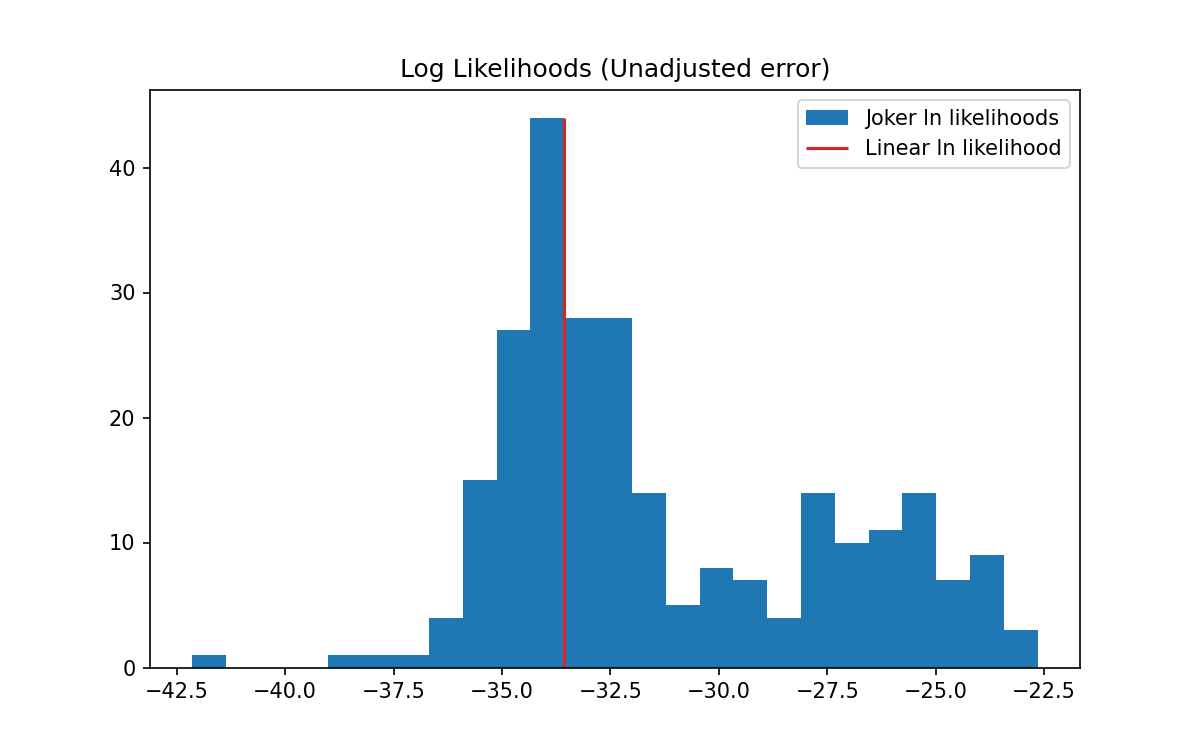 Log Likelihoods (Unadjusted error)
Joker ln likelihoods
Linear ln likelihood
40
30
20
10
0
−42.5 −40.0 −37.5 −35.0 −32.5 −30.0 −27.5 −25.0 −22.5